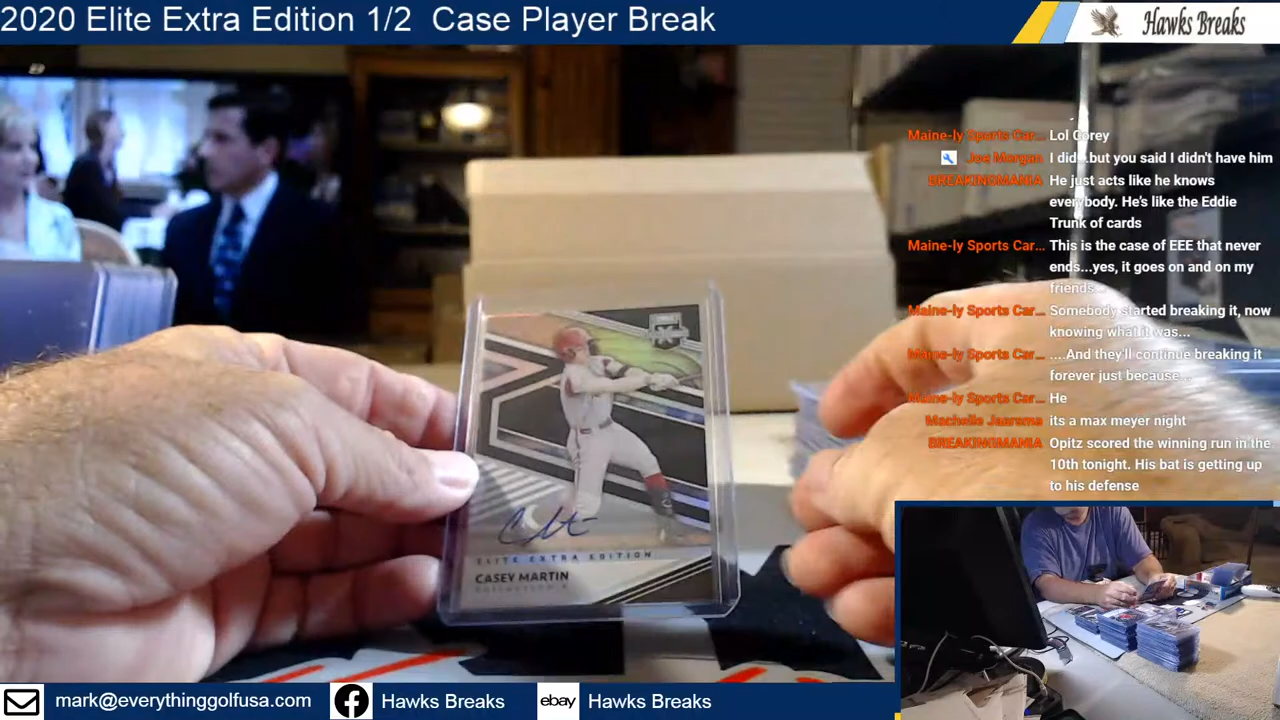 2020 Elite Extra Edition 1/2 Case Player Break
Hawks Breaks
Maine-ly Sports Car... Lol Corey
Joe Morgan I did...but you said I didn't have him
BREAKINGMANIA He just acts like he knows
everybody. He's like the Eddie
Trunk of cards
Maine-ly Sports Car... This is the case of EEE that never
ends...yes, it goes on and on my
friends...
Maine-ly Sports Car... Somebody started breaking it, now
knowing what it was...
Maine-ly Sports Car... ....And they'll continue breaking it
forever just because...
Maine-ly Sports Car... He
Machelle Jaarsma its a max meyer night
BREAKINGMANIA Opitz scored the winning run in the
10th tonight. His bat is getting up
to his defense
ELITE EXTRA EDITION
CASEY MARTIN
mark@everythinggolfusa.com
Hawks Breaks
ebay
Hawks Breaks